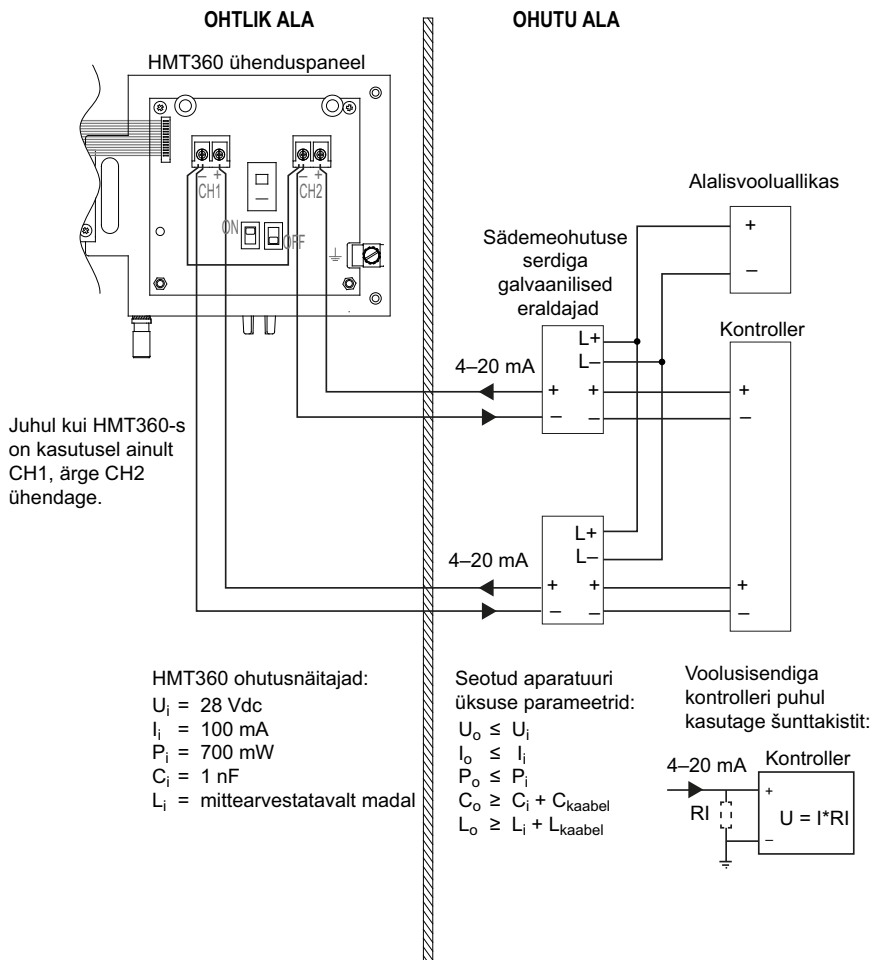 OHTLIK ALA
OHUTU ALA
HMT360 ühenduspaneel
– +
CH1
– +
CH2
ON
OFF
Alalisvooluallikas
+
–
Sädemeohutuse
serdiga
galvaanilised
eraldajad
Kontroller
L+
L–
4–20 mA
+ +
– –
+
–
Juhul kui HMT360-s
on kasutusel ainult
CH1, ärge CH2
ühendage.
L+
L–
4–20 mA
+ +
– –
+
–
HMT360 ohutusnäitajad:
Ui = 28 Vdc
Ii = 100 mA
Pi = 700 mW
Ci = 1 nF
Li = mittearvestatavalt madal
Seotud aparatuuri
üksuse parameetrid:
Uo ≤ Ui
Io ≤ Ii
Po ≤ Pi
Co ≥ Ci + Ckaabel
Lo ≥ Li + Lkaabel
Voolusisendiga
kontrolleri puhul
kasutage šunttakistit:
4–20 mA
Kontroller
+
RI
U = I*RI
–